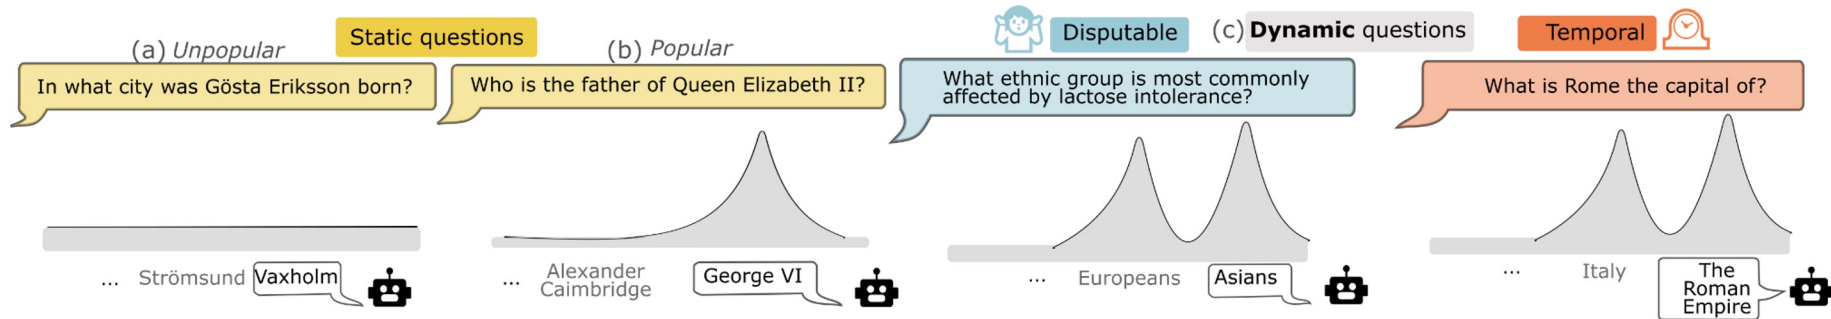 (a) Unpopular
Static questions
(b) Popular
Disputable
(c) Dynamic questions
Temporal
In what city was Gösta Eriksson born?
Who is the father of Queen Elizabeth II?
What ethnic group is most commonly
affected by lactose intolerance?
What is Rome the capital of?
... Strömsund
Vaxholm
... Alexander
Caimbridge
George VI
... Europeans
Asians
... Italy
The
Roman
Empire